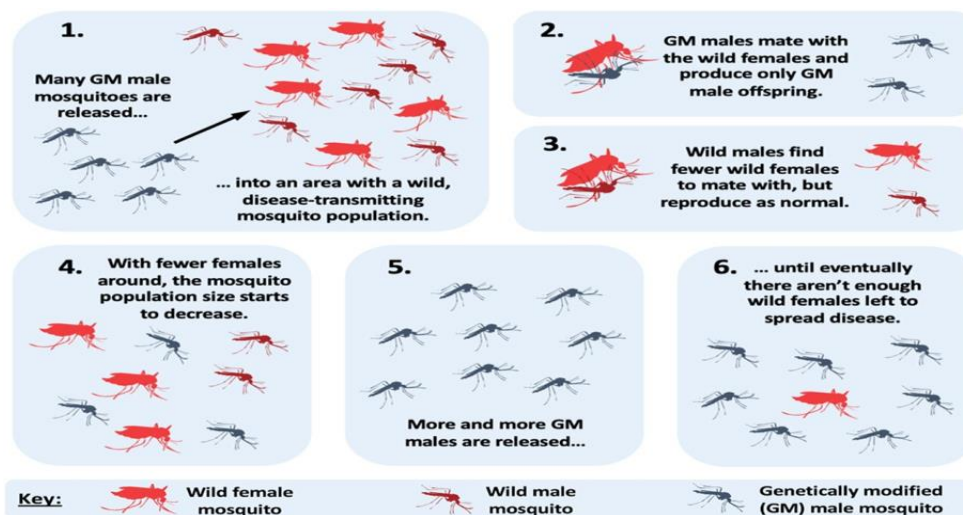 1.
Many GM male
mosquitoes are
released...
... into an area with a wild,
disease-transmitting
mosquito population.
2.
GM males mate with
the wild females and
produce only GM
male offspring.
3.
Wild males find
fewer wild females
to mate with, but
reproduce as normal.
4.
With fewer females
around, the mosquito
population size starts
to decrease.
5.
More and more GM
males are released...
6.
... until eventually
there aren't enough
wild females left to
spread disease.
Key:
Wild female
mosquito
Wild male
mosquito
Genetically modified
(GM) male mosquito